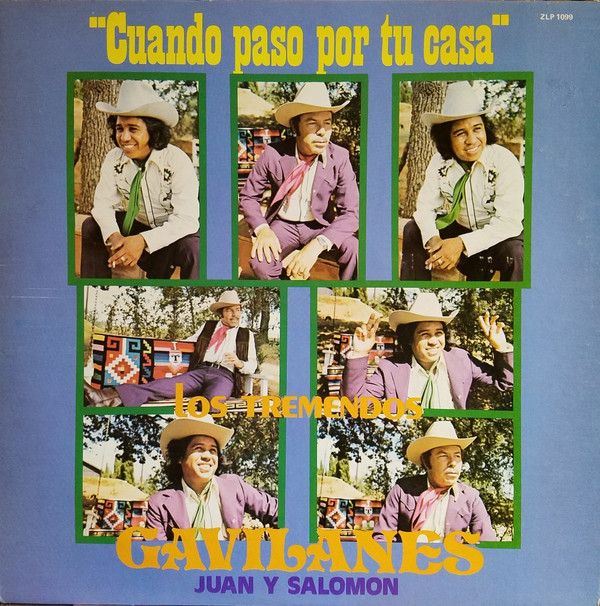 ZLP 1099
"Cuando paso por tu casa"
LOS TREMENDOS
GAVILANES
JUAN Y SALOMON